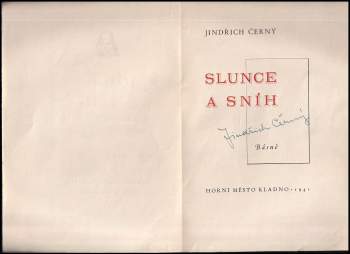 JINDŘICH ČERNÝ
SLUNCE
A SNÍH
Jindřich Černý
Básně
HORNÍ MĚSTO KLADNO • 1941